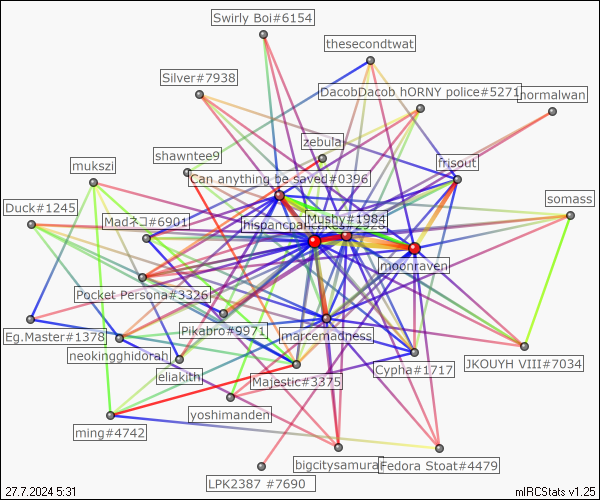 Swirly Boi#6154
thesecondtwat
Silver#7938
DacobDacob hORNY police#5271
normalwan
zebula
shawntee9
frisout
mukszi
Can anything be saved#0396
somass
Duck#1245
Madネコ#6901
Mushy#1984
moonraven
Pocket Persona#3326
Pikabro#9971
Eg.Master#1378
marcemadness
neokingghidorah
Cypha#1717
JKOUYH VIII#7034
eliakith
Majestic#3375
yoshimanden
ming#4742
bigcitysamurai
Fedora Stoat#4479
LPK2387 #7690
27.7.2024 5:31
mIRCStats v1.25